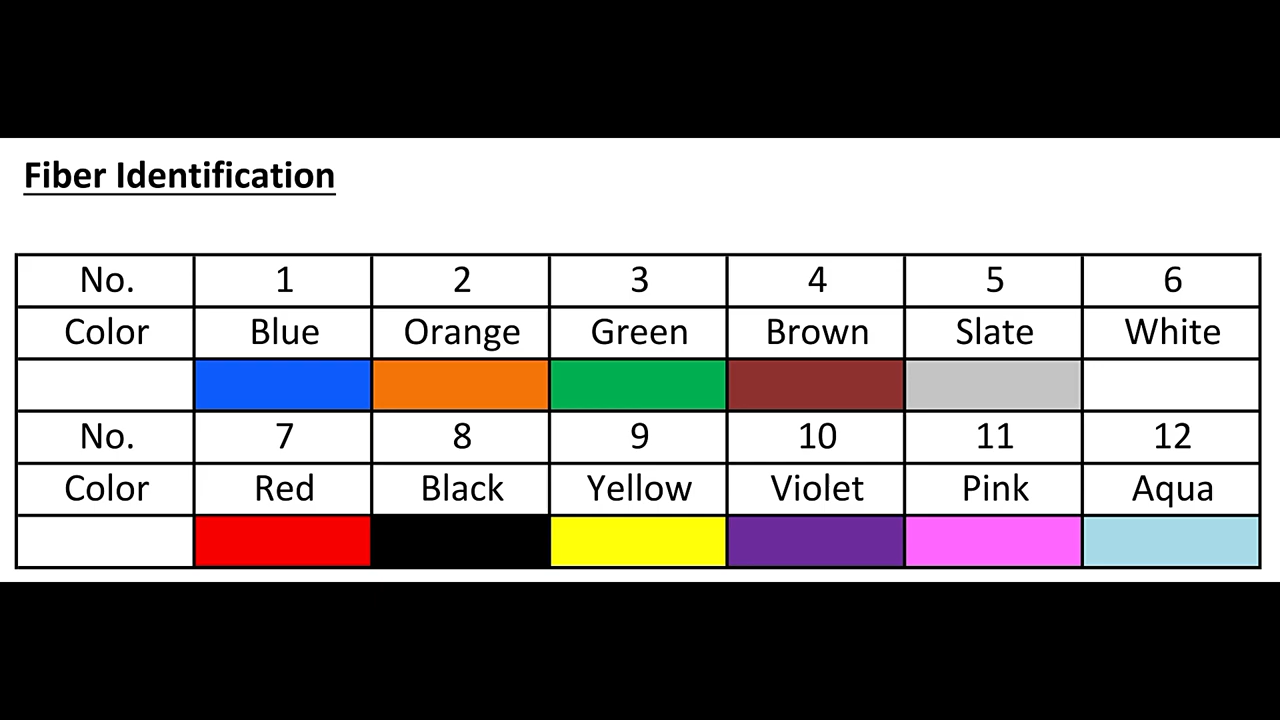 Fiber Identification
No. 1 2 3 4 5 6
Color Blue Orange Green Brown Slate White
No. 7 8 9 10 11 12
Color Red Black Yellow Violet Pink Aqua